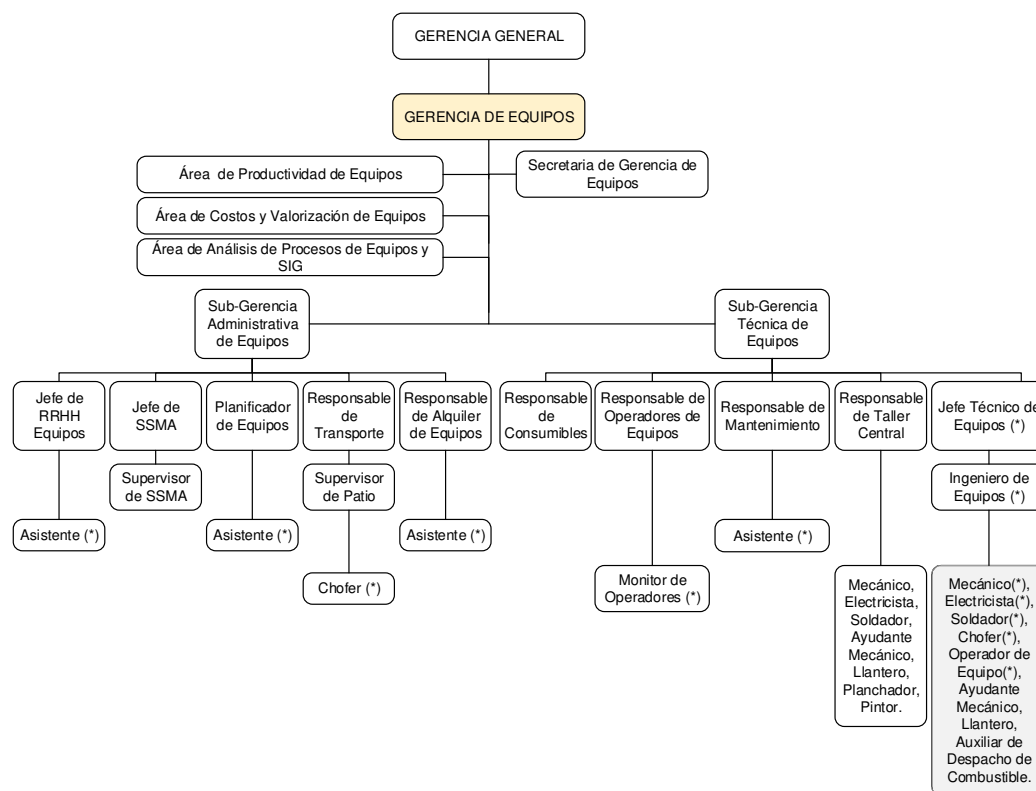 GERENCIA GENERAL
GERENCIA DE EQUIPOS
Área de Productividad de Equipos
Secretaria de Gerencia de
Equipos
Área de Costos y Valorización de Equipos
Área de Análisis de Procesos de Equipos y
SIG
Sub-Gerencia
Administrativa
de Equipos
Sub-Gerencia
Técnica de
Equipos
Jefe de
RRHH
Equipos
Jefe de
SSMA
Planificador
de Equipos
Responsable
de
Transporte
Responsable
de Alquiler
de Equipos
Responsable
de
Consumibles
Responsable de
Operadores de
Equipos
Responsable de
Mantenimiento
Responsable
de Taller
Central
Jefe Técnico de
Equipos (*)
Supervisor
de SSMA
Supervisor
de Patio
Ingeniero de
Equipos (*)
Asistente (*)
Asistente (*)
Asistente (*)
Asistente (*)
Chofer (*)
Monitor de
Operadores (*)
Mecánico,
Electricista,
Soldador,
Ayudante
Mecánico,
Llantero,
Planchador,
Pintor.
Mecánico(*),
Electricista(*),
Soldador(*),
Chofer(*),
Operador de
Equipo(*),
Ayudante
Mecánico,
Llantero,
Auxiliar de
Despacho de
Combustible.